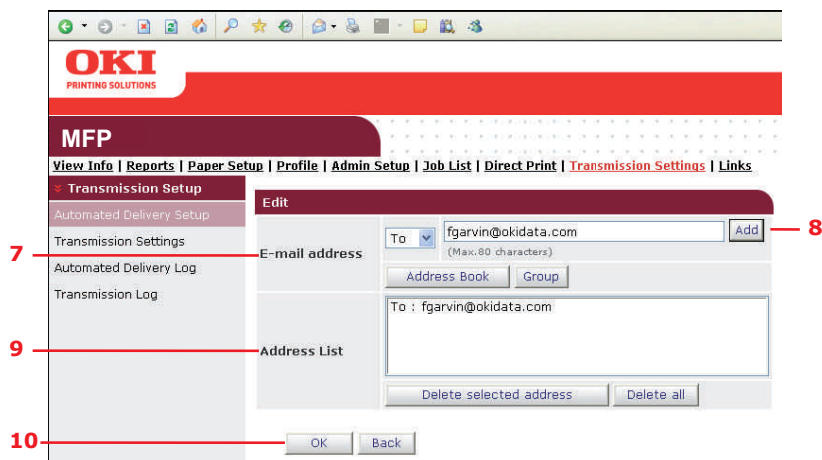 OKI
PRINTING SOLUTIONS
MFP
View Info | Reports | Paper Setup | Profile | Admin Setup | Job List | Direct Print | Transmission Settings | Links
Transmission Setup
Automated Delivery Setup
Transmission Settings
Automated Delivery Log
Transmission Log
Edit
7
E-mail address
To
fgarvin@okidata.com
Add
8
(Max.80 characters)
Address Book
Group
9
Address List
To : fgarvin@okidata.com
Delete selected address
Delete all
10
OK
Back